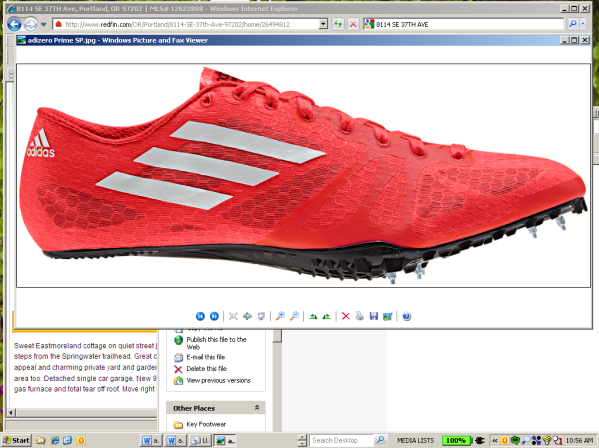 8114 SE 37th Ave, Portland, OR 97202 | MLS# 12622888 - Windows Internet Explorer
http://www.redfin.com/OR/Portland/8114-SE-37th-Ave-97202/home/26494812
8114 SE 37TH AVE
adizero Prime SP.jpg - Windows Picture and Fax Viewer
adidas
Publish this file to the
Web
E-mail this file
Delete this file
View previous versions
Other Places
Key Footwear
Sweet Eastmoreland cottage on quiet street
steps from the Springwater trailhead. Great
appeal and charming private yard and garden
area too. Detached single car garage. New 9
gas furnace and total tear off roof. Move right
Start
a.
a.
U.
a..
Search Desktop
MEDIA LISTS
100%
10:56 AM